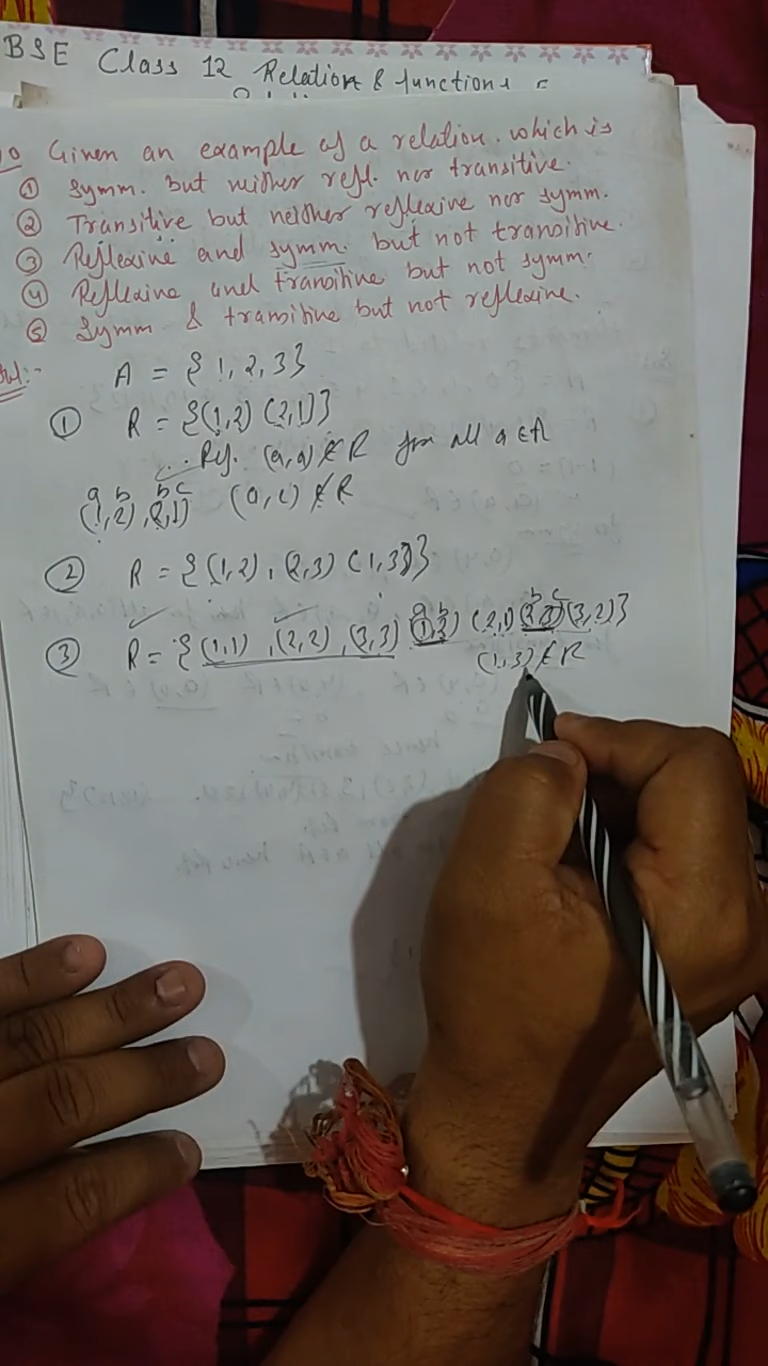 BSE Class 12 Relation & functions
10 Given an example of a relation. which is
① Symm. but neither refl. nor transitive.
② Transitive but neither reflexive nor symm.
③ Reflexive and symm. but not transitive.
④ Reflexive and transitive but not symm.
⑤ Symm & transitive but not reflexive.
Sol:- A = {1, 2, 3}
① R = {(1,2) (2,1)}
Ref. (a,a) ∉ R for all a ∈ A
a b b c
(1,2), (2,1) (a,c) ∉ R
② R = {(1,2), (2,3) (1,3)}
a b b c
③ R = {(1,1), (2,2), (3,3) (1,2) (2,1) (2,3) (3,2)}
(1,3) ∉ R